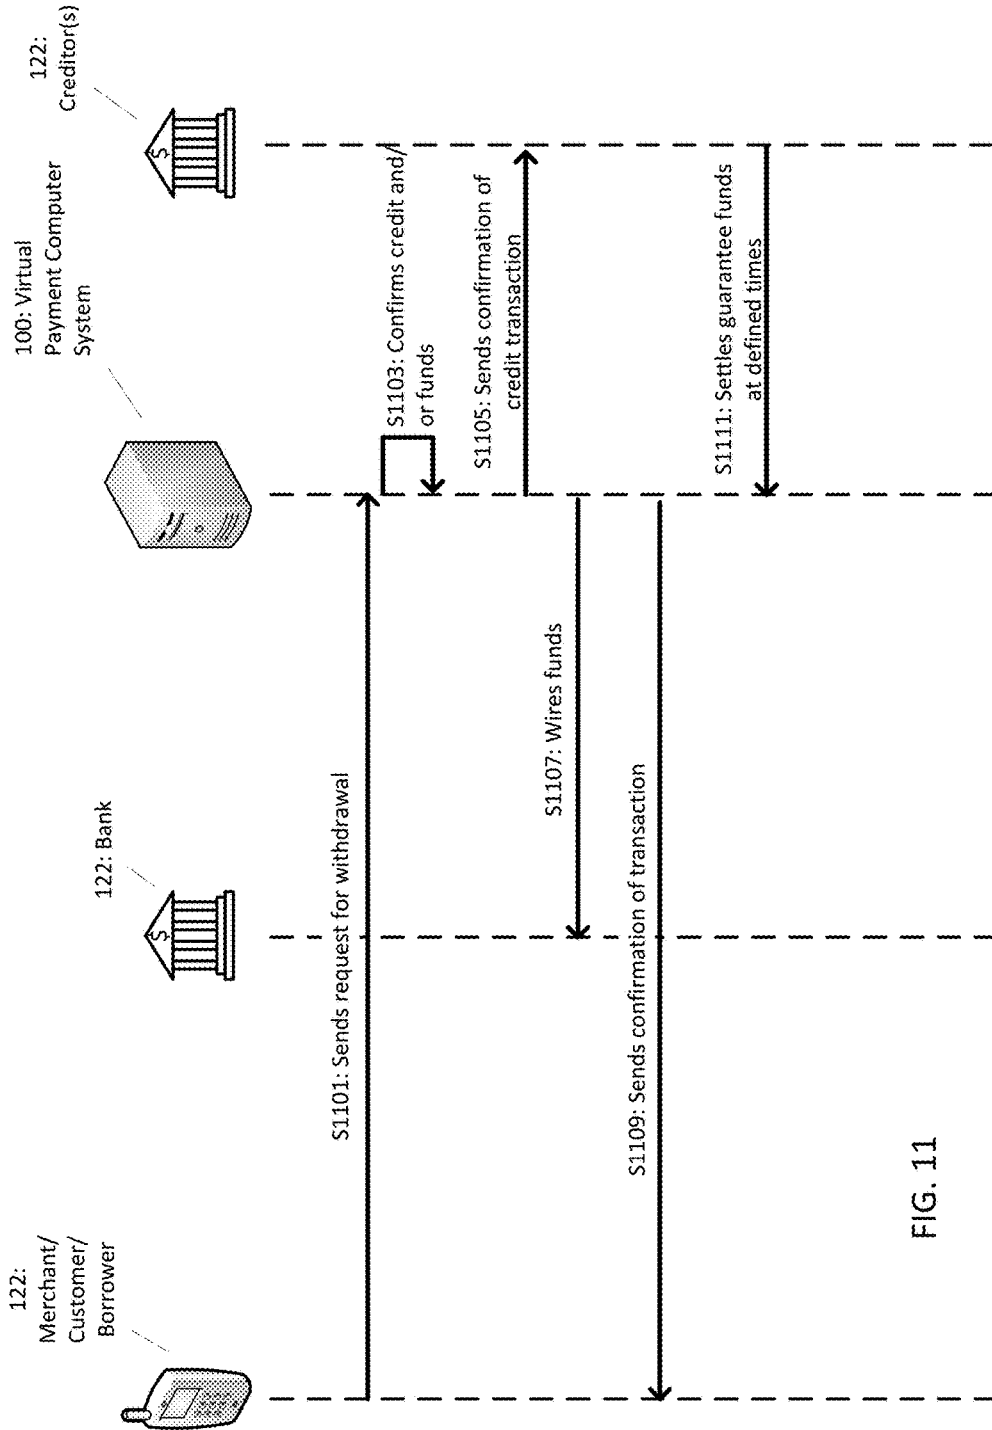 122:
Merchant/
Customer/
Borrower
122: Bank
100: Virtual
Payment Computer
System
122:
Creditor(s)
$
$
S1101: Sends request for withdrawal
S1103: Confirms credit and/
or funds
S1105: Sends confirmation of
credit transaction
S1107: Wires funds
S1109: Sends confirmation of transaction
S1111: Settles guarantee funds
at defined times
FIG. 11